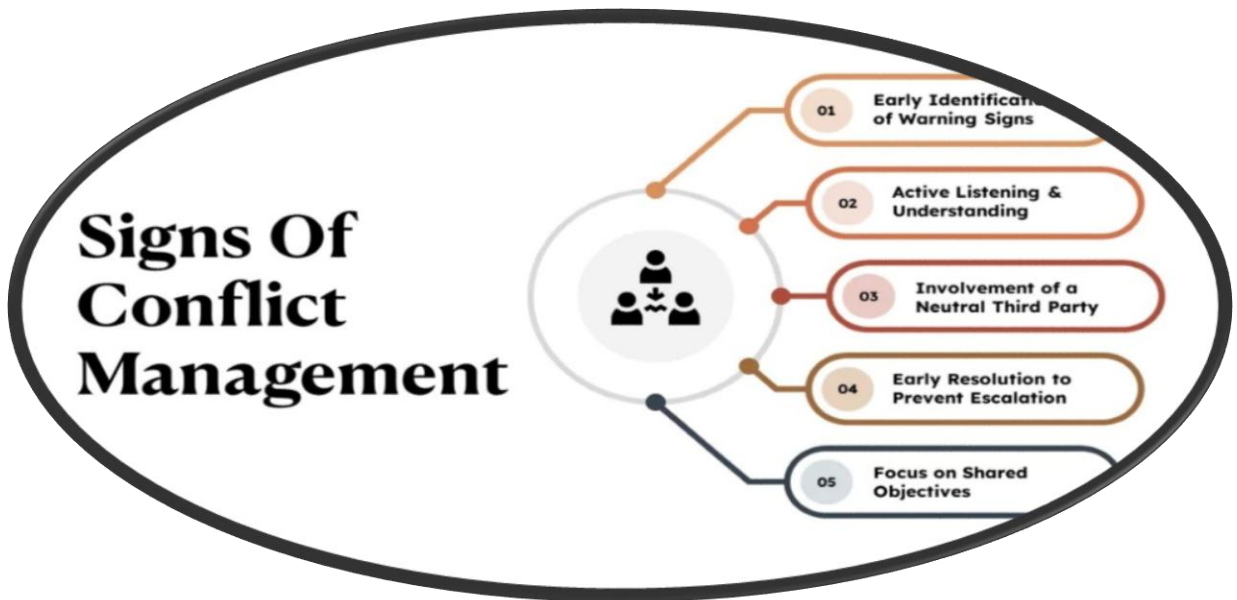 Signs Of
Conflict
Management
01
Early Identificati
of Warning Signs
02
Active Listening &
Understanding
03
Involvement of a
Neutral Third Party
04
Early Resolution to
Prevent Escalation
05
Focus on Shared
Objectives